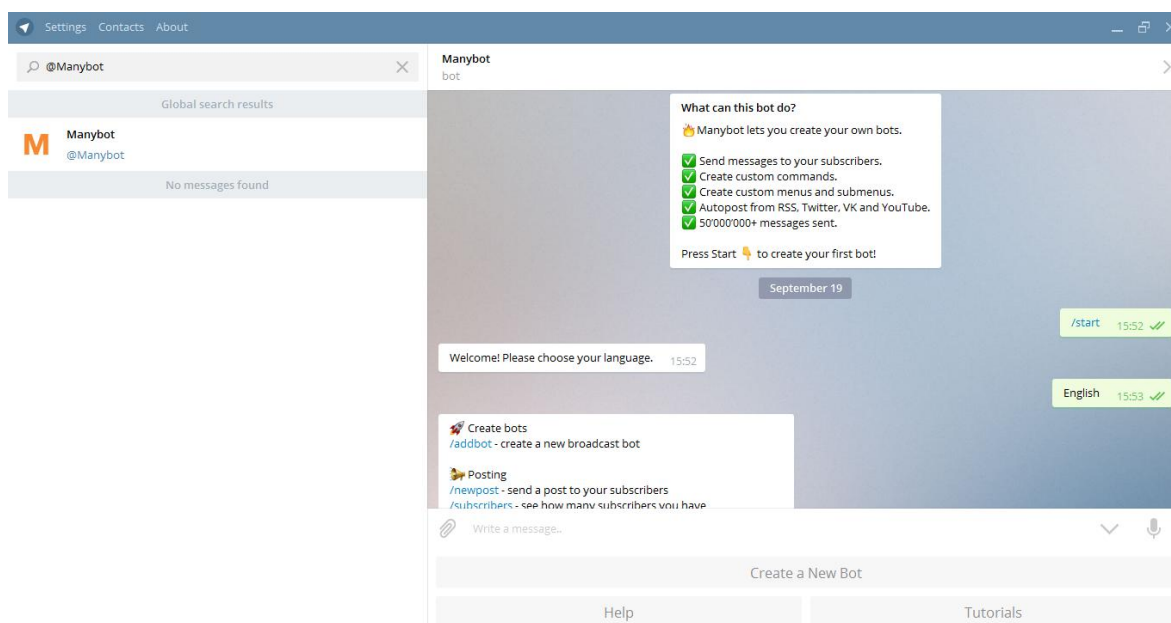 Settings Contacts About
@Manybot
Global search results
M
Manybot
@Manybot
No messages found
Manybot
bot
What can this bot do?
🔥Manybot lets you create your own bots.
✅ Send messages to your subscribers.
✅ Create custom commands.
✅ Create custom menus and submenus.
✅ Autopost from RSS, Twitter, VK and YouTube.
✅ 50'000'000+ messages sent.
Press Start 👇 to create your first bot!
September 19
/start 15:52
Welcome! Please choose your language. 15:52
English 15:53
🚀 Create bots
/addbot - create a new broadcast bot
📯 Posting
/newpost - send a post to your subscribers
/subscribers - see how many subscribers you have
Write a message..
Create a New Bot
Help
Tutorials